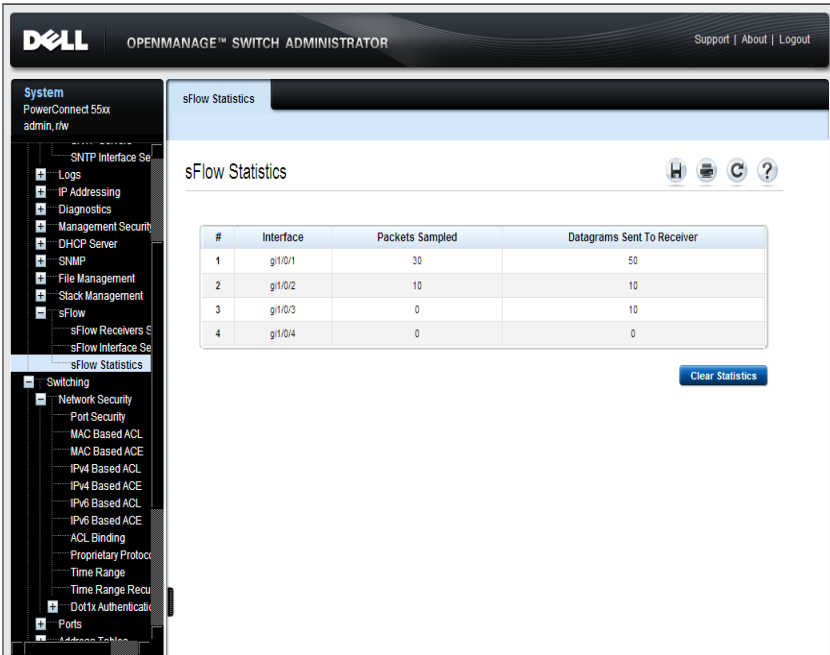 DELL OPENMANAGE™ SWITCH ADMINISTRATOR Support | About | Logout
System
PowerConnect 55xx
admin, r/w
SNTP Interface Se
Logs
IP Addressing
Diagnostics
Management Security
DHCP Server
SNMP
File Management
Stack Management
sFlow
sFlow Receivers S
sFlow Interface Se
sFlow Statistics
Switching
Network Security
Port Security
MAC Based ACL
MAC Based ACE
IPv4 Based ACL
IPv4 Based ACE
IPv6 Based ACL
IPv6 Based ACE
ACL Binding
Proprietary Protoco
Time Range
Time Range Recu
Dot1x Authenticatio
Ports
Address Tables
sFlow Statistics
sFlow Statistics
# Interface Packets Sampled Datagrams Sent To Receiver
1 gi1/0/1 30 50
2 gi1/0/2 10 10
3 gi1/0/3 0 10
4 gi1/0/4 0 0
Clear Statistics